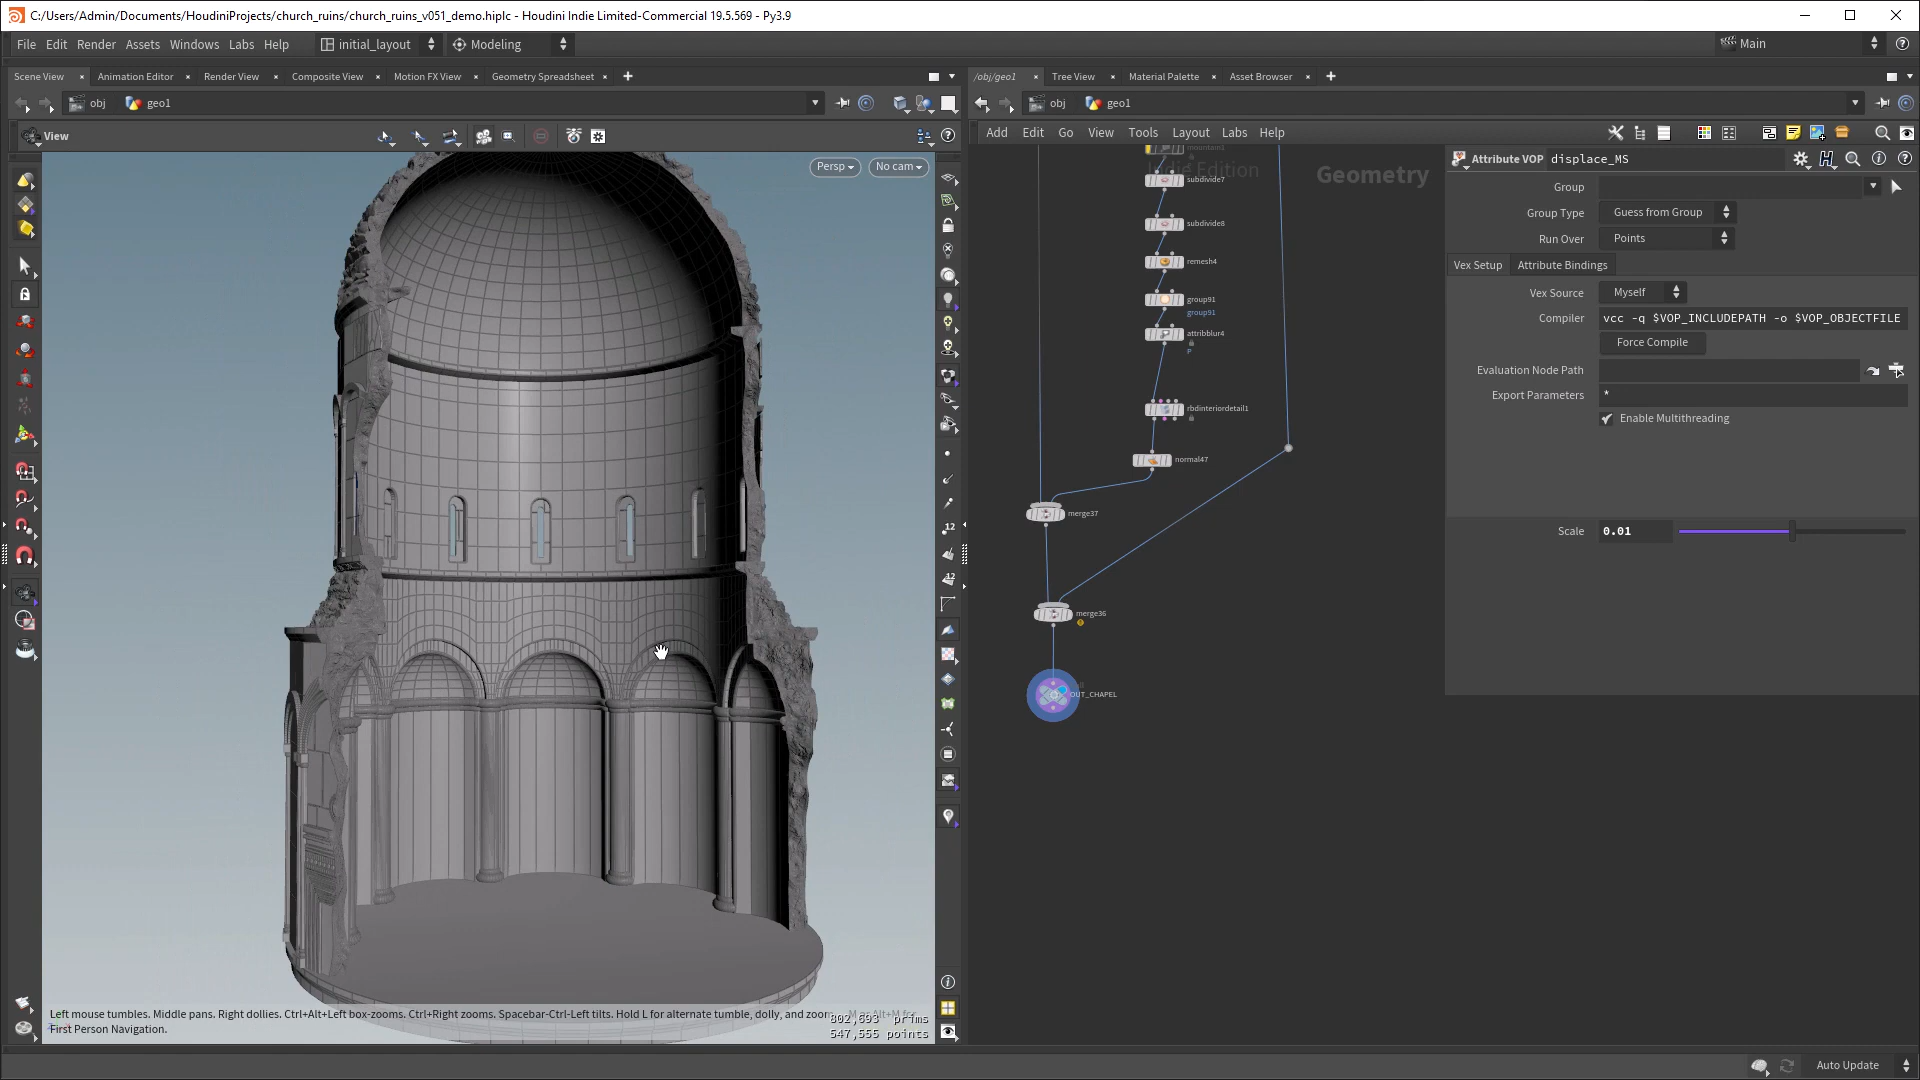 C:/Users/Admin/Documents/HoudiniProjects/church_ruins/church_ruins_v051_demo.hiplc - Houdini Indie Limited-Commercial 19.5.569 - Py3.9
File Edit Render Assets Windows Labs Help initial_layout Modeling Main
Scene View Animation Editor Render View Composite View Motion FX View Geometry Spreadsheet
/obj/geo1 Tree View Material Palette Asset Browser
obj geo1
obj geo1
View
Add Edit Go View Tools Layout Labs Help
Persp No cam
Indie Edition
Geometry
subdivide7
subdivide8
remesh4
group91
group91
attribblur4
P
rbdinteriordetail1
normal47
merge37
merge36
OUT_CHAPEL
Attribute VOP displace_MS
Group
Group Type Guess from Group
Run Over Points
Vex Setup Attribute Bindings
Vex Source Myself
Compiler vcc -q $VOP_INCLUDEPATH -o $VOP_OBJECTFILE
Force Compile
Evaluation Node Path
Export Parameters *
Enable Multithreading
Scale 0.01
12
12
Left mouse tumbles. Middle pans. Right dollies. Ctrl+Alt+Left box-zooms. Ctrl+Right zooms. Spacebar-Ctrl-Left tilts. Hold L for alternate tumble, dolly, and zoom.
First Person Navigation.
802,693 prims
547,555 points
Auto Update